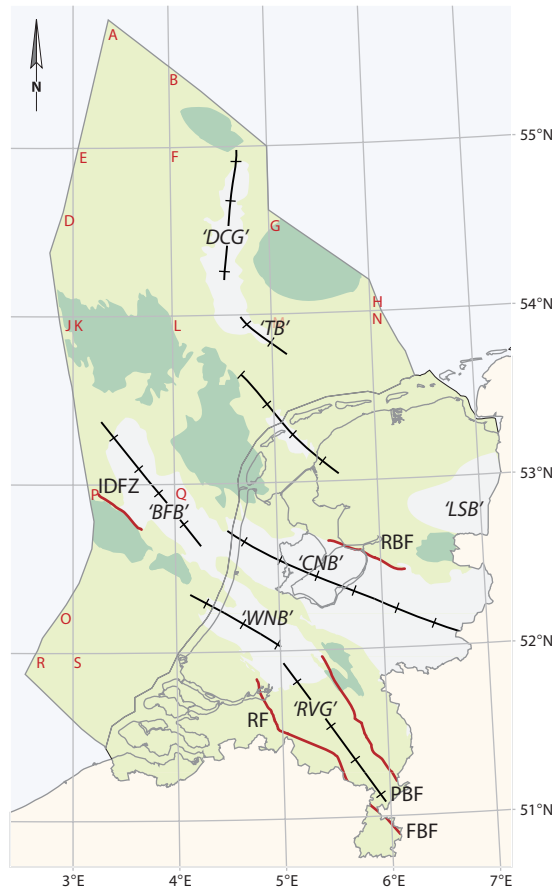 A
N
B
55°N
E
F
D
G
'DCG'
H
54°N
J K
L
M
N
'TB'
53°N
IDFZ
P
Q
'BFB'
'LSB'
RBF
'CNB'
'WNB'
O
52°N
R
S
'RVG'
RF
PBF
51°N
FBF
3°E
4°E
5°E
6°E
7°E